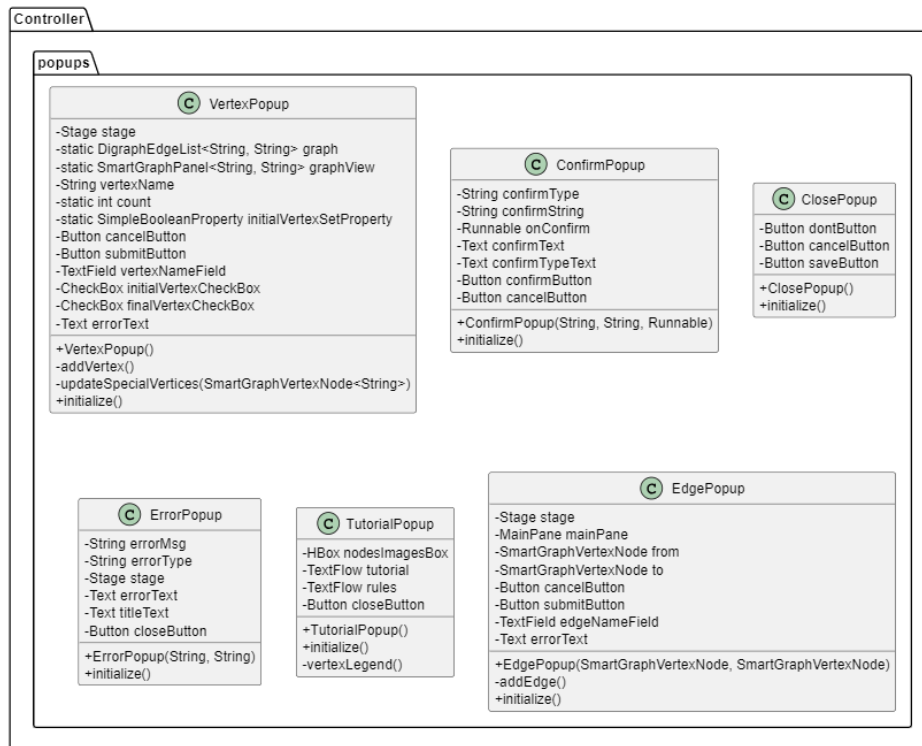 Controller
popups
C VertexPopup
-Stage stage
-static DigraphEdgeList<String, String> graph
-static SmartGraphPanel<String, String> graphView
-String vertexName
-static int count
-static SimpleBooleanProperty initialVertexSetProperty
-Button cancelButton
-Button submitButton
-TextField vertexNameField
-CheckBox initialVertexCheckBox
-CheckBox finalVertexCheckBox
-Text errorText
+VertexPopup()
-addVertex()
-updateSpecialVertices(SmartGraphVertexNode<String>)
+initialize()
C ConfirmPopup
-String confirmType
-String confirmString
-Runnable onConfirm
-Text confirmText
-Text confirmTypeText
-Button confirmButton
-Button cancelButton
+ConfirmPopup(String, String, Runnable)
+initialize()
C ClosePopup
-Button dontButton
-Button cancelButton
-Button saveButton
+ClosePopup()
+initialize()
C ErrorPopup
-String errorMsg
-String errorType
-Stage stage
-Text errorText
-Text titleText
-Button closeButton
+ErrorPopup(String, String)
+initialize()
C TutorialPopup
-HBox nodesImagesBox
-TextFlow tutorial
-TextFlow rules
-Button closeButton
+TutorialPopup()
+initialize()
-vertexLegend()
C EdgePopup
-Stage stage
-MainPane mainPane
-SmartGraphVertexNode from
-SmartGraphVertexNode to
-Button cancelButton
-Button submitButton
-TextField edgeNameField
-Text errorText
+EdgePopup(SmartGraphVertexNode, SmartGraphVertexNode)
-addEdge()
+initialize()